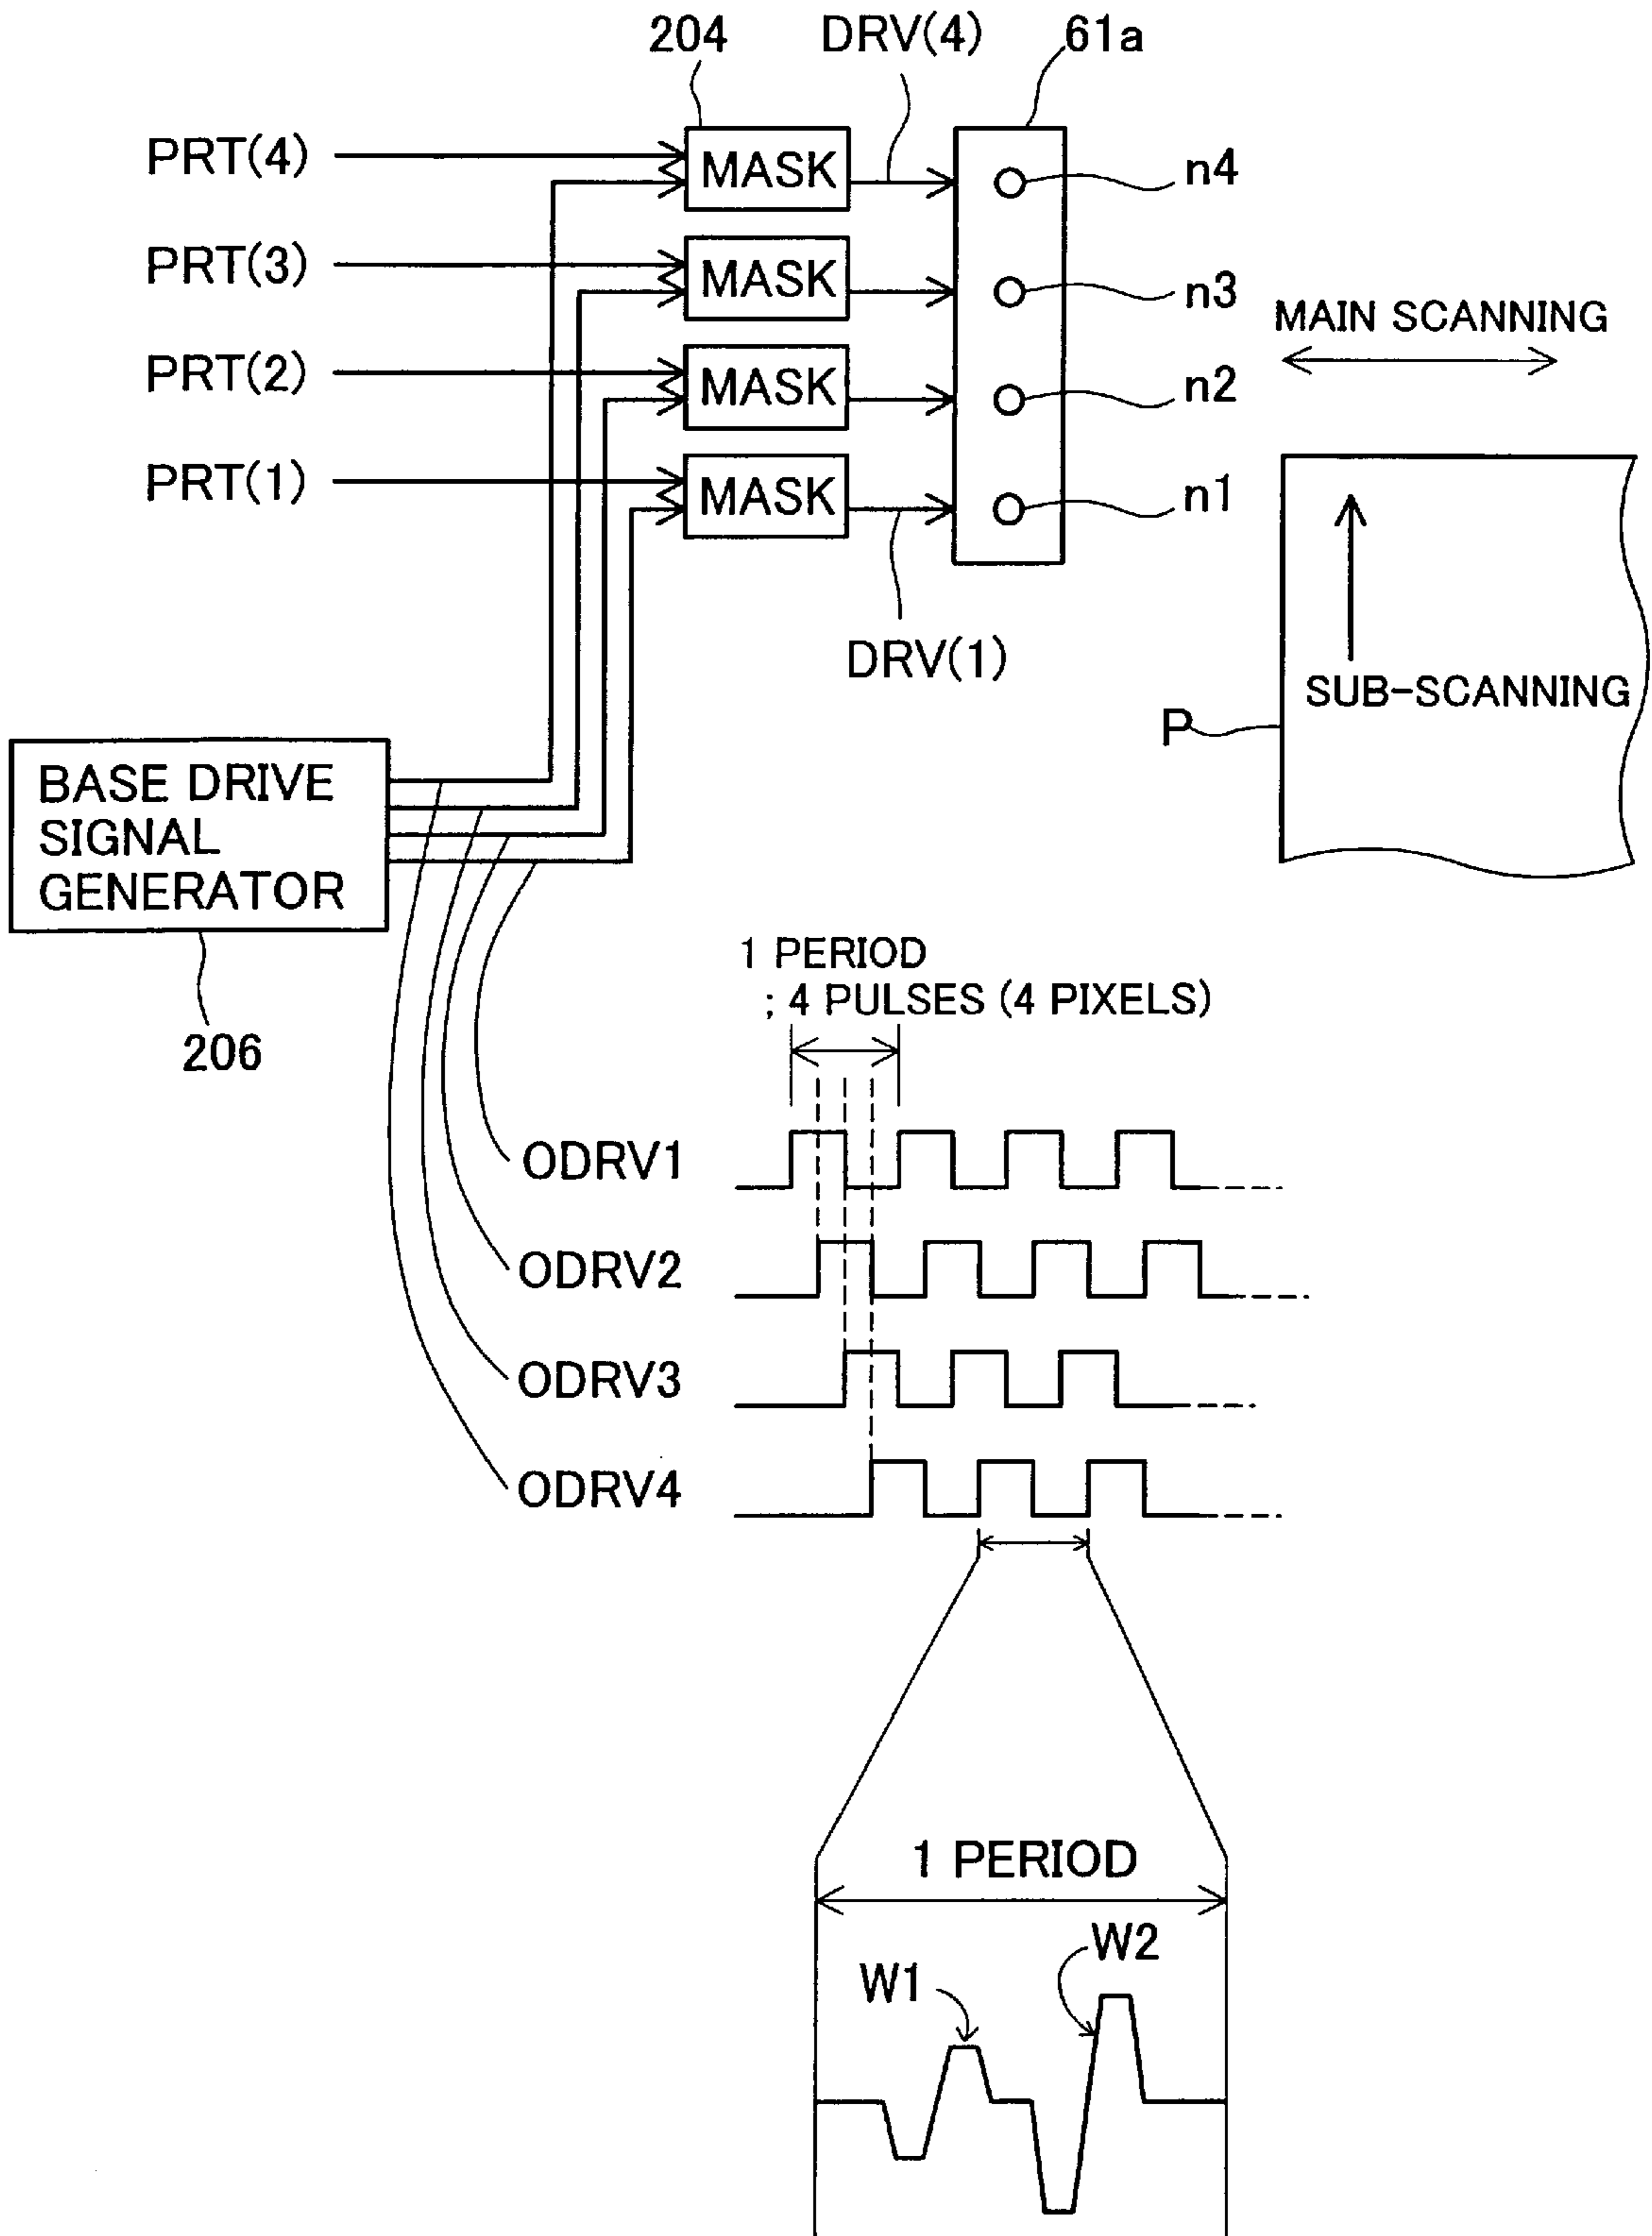 204
DRV(4)
61a
PRT(4)
MASK
n4
PRT(3)
MASK
n3
MAIN SCANNING
PRT(2)
MASK
n2
PRT(1)
MASK
n1
DRV(1)
SUB-SCANNING
P
BASE DRIVE
SIGNAL
GENERATOR
206
1 PERIOD
; 4 PULSES (4 PIXELS)
ODRV1
ODRV2
ODRV3
ODRV4
1 PERIOD
W1
W2